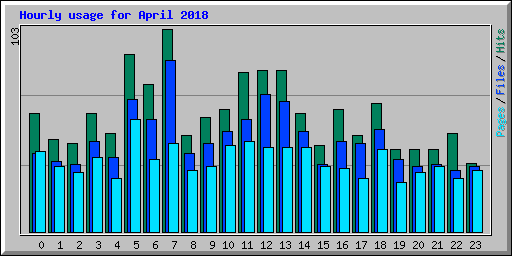 Hourly usage for April 2018
103
Pages / Files / Hits
0 1 2 3 4 5 6 7 8 9 10 11 12 13 14 15 16 17 18 19 20 21 22 23